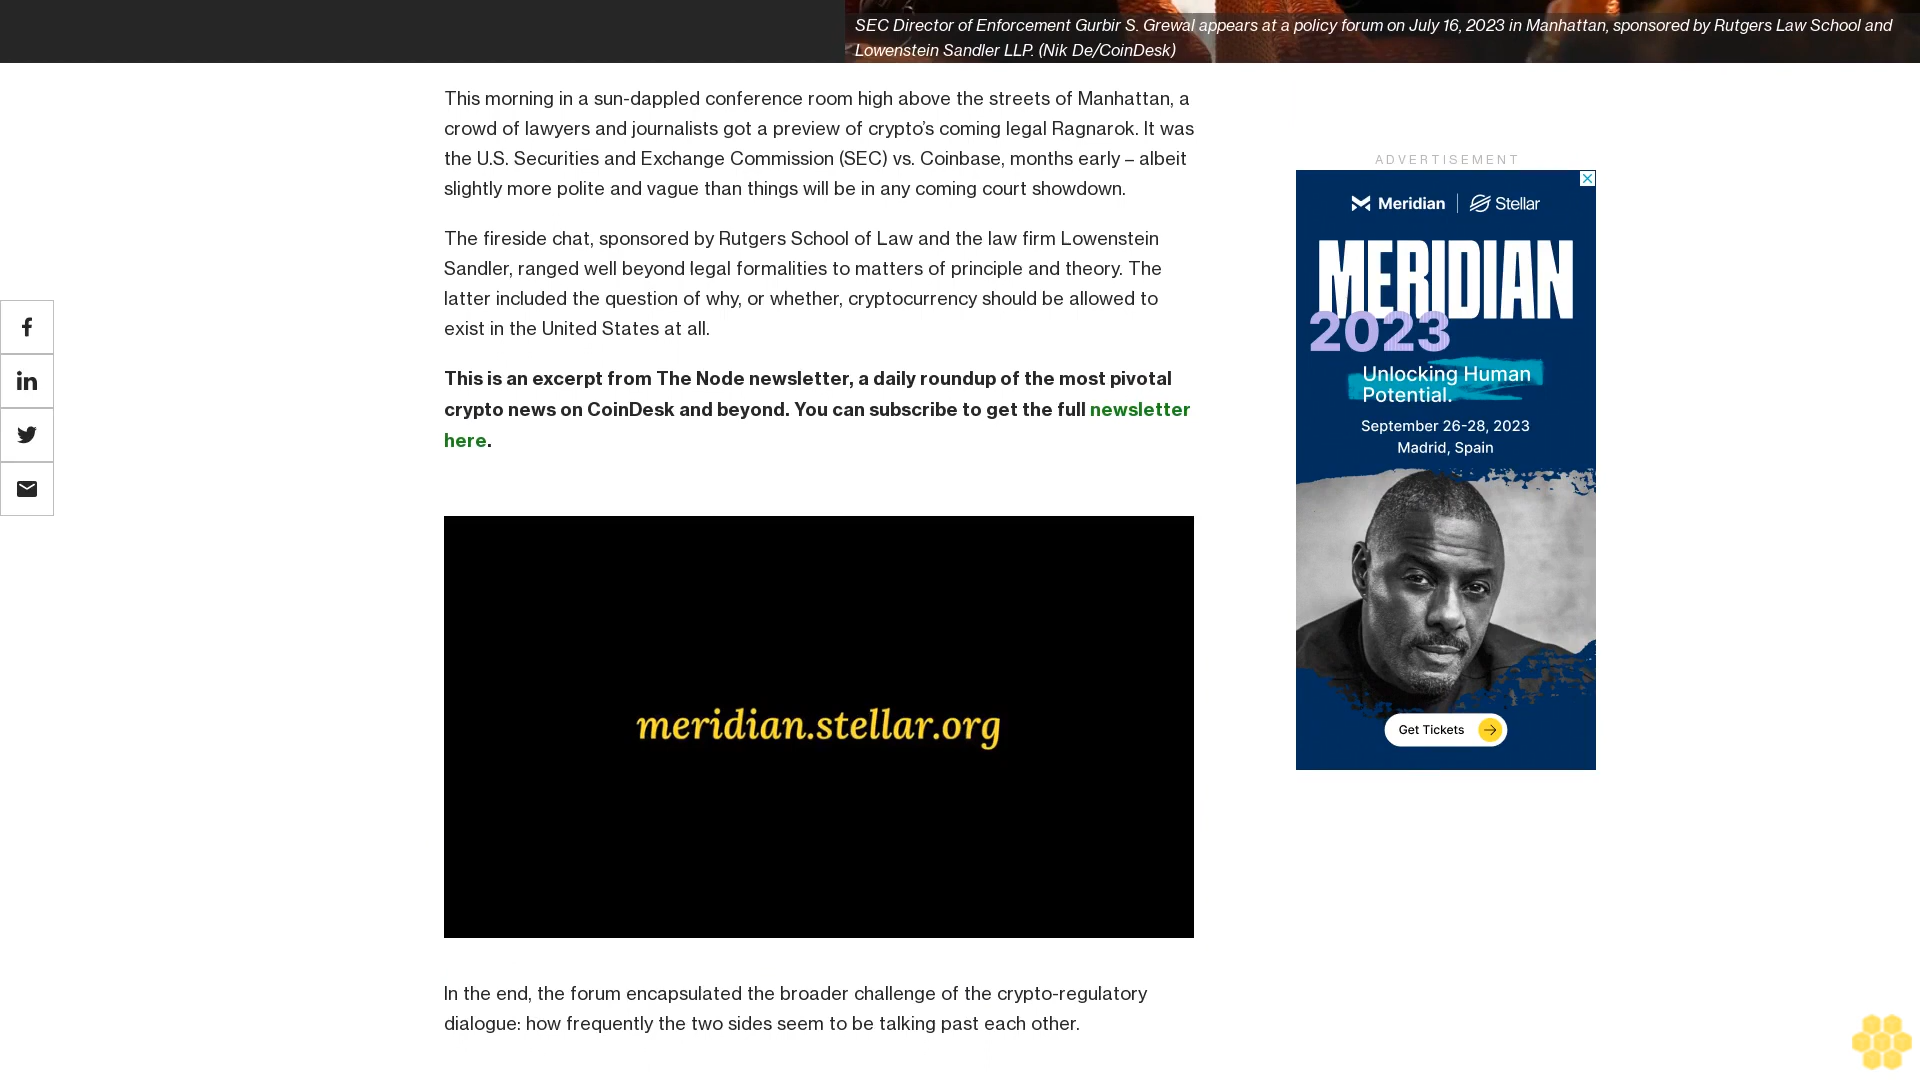 SEC Director of Enforcement Gurbir S. Grewal appears at a policy forum on July 16, 2023 in Manhattan, sponsored by Rutgers Law School and
Lowenstein Sandler LLP. (Nik De/CoinDesk)
This morning in a sun-dappled conference room high above the streets of Manhattan, a
crowd of lawyers and journalists got a preview of crypto’s coming legal Ragnarok. It was
the U.S. Securities and Exchange Commission (SEC) vs. Coinbase, months early – albeit
slightly more polite and vague than things will be in any coming court showdown.
The fireside chat, sponsored by Rutgers School of Law and the law firm Lowenstein
Sandler, ranged well beyond legal formalities to matters of principle and theory. The
latter included the question of why, or whether, cryptocurrency should be allowed to
exist in the United States at all.
This is an excerpt from The Node newsletter, a daily roundup of the most pivotal
crypto news on CoinDesk and beyond. You can subscribe to get the full newsletter
here.
meridian.stellar.org
In the end, the forum encapsulated the broader challenge of the crypto-regulatory
dialogue: how frequently the two sides seem to be talking past each other.
ADVERTISEMENT
Meridian | Stellar
MERIDIAN
2023
Unlocking Human
Potential.
September 26-28, 2023
Madrid, Spain
Get Tickets